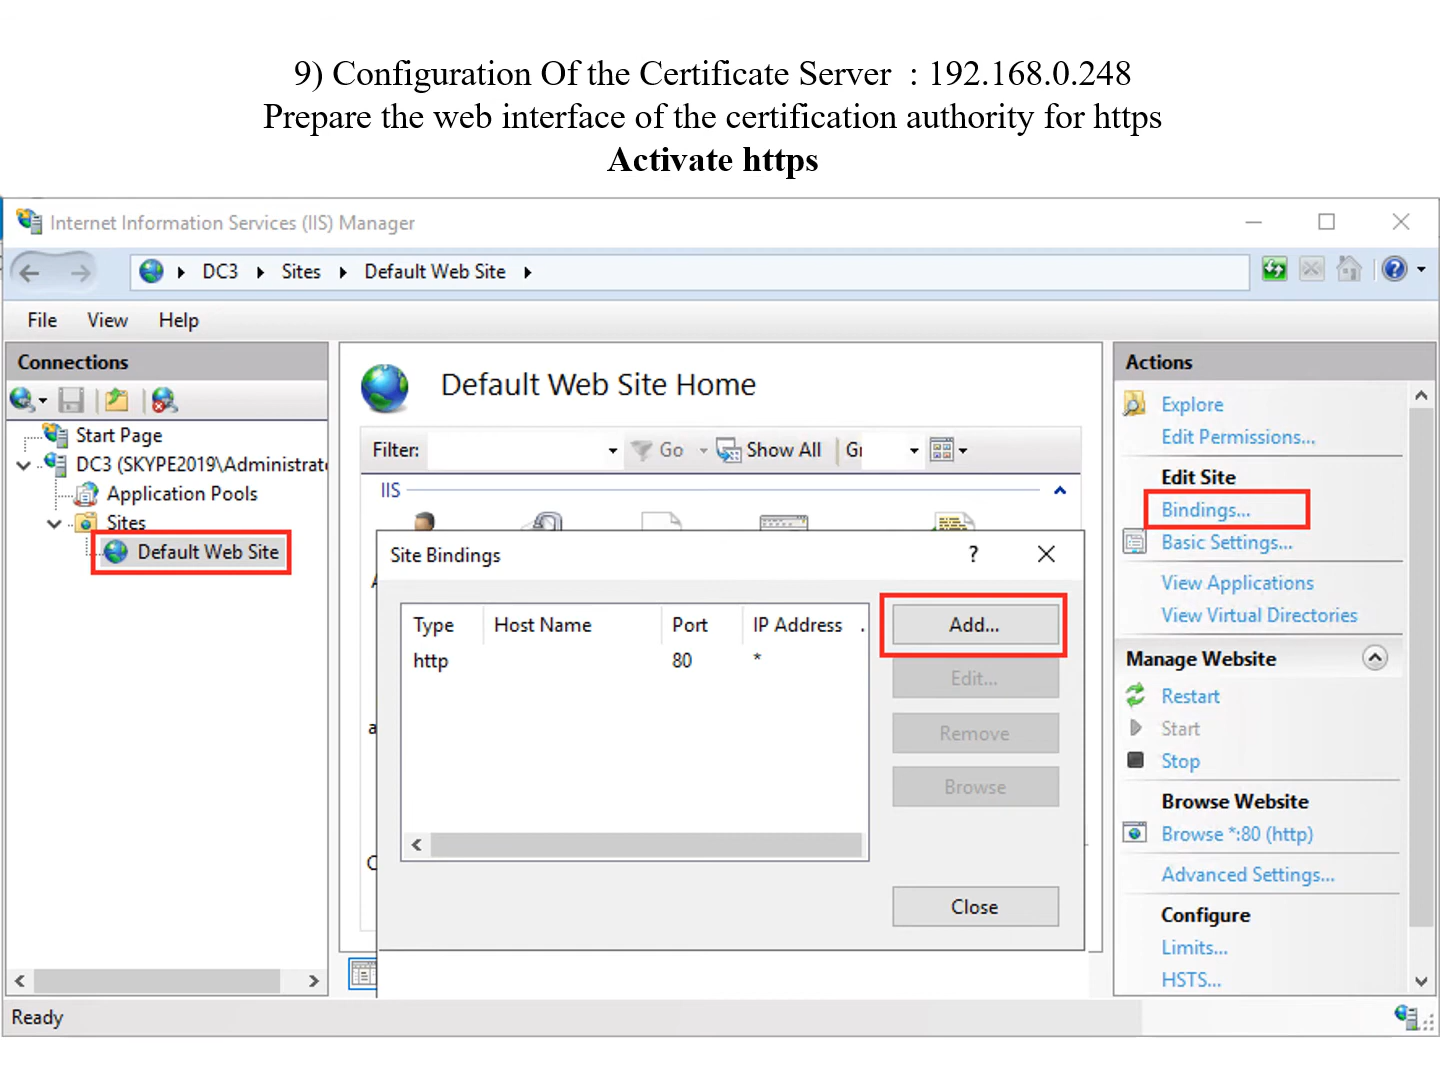 9) Configuration Of the Certificate Server  : 192.168.0.248
Prepare the web interface of the certification authority for https
Activate https
Internet Information Services (IIS) Manager
DC3 Sites Default Web Site
File View Help
Connections
Start Page
DC3 (SKYPE2019\Administrat
Application Pools
Sites
Default Web Site
Default Web Site Home
Filter: Go Show All
IIS
Site Bindings ?
Type Host Name Port IP Address
http 80 *
Add...
Edit...
Remove
Browse
Close
Actions
Explore
Edit Permissions...
Edit Site
Bindings...
Basic Settings...
View Applications
View Virtual Directories
Manage Website
Restart
Start
Stop
Browse Website
Browse *:80 (http)
Advanced Settings...
Configure
Limits...
HSTS...
Ready